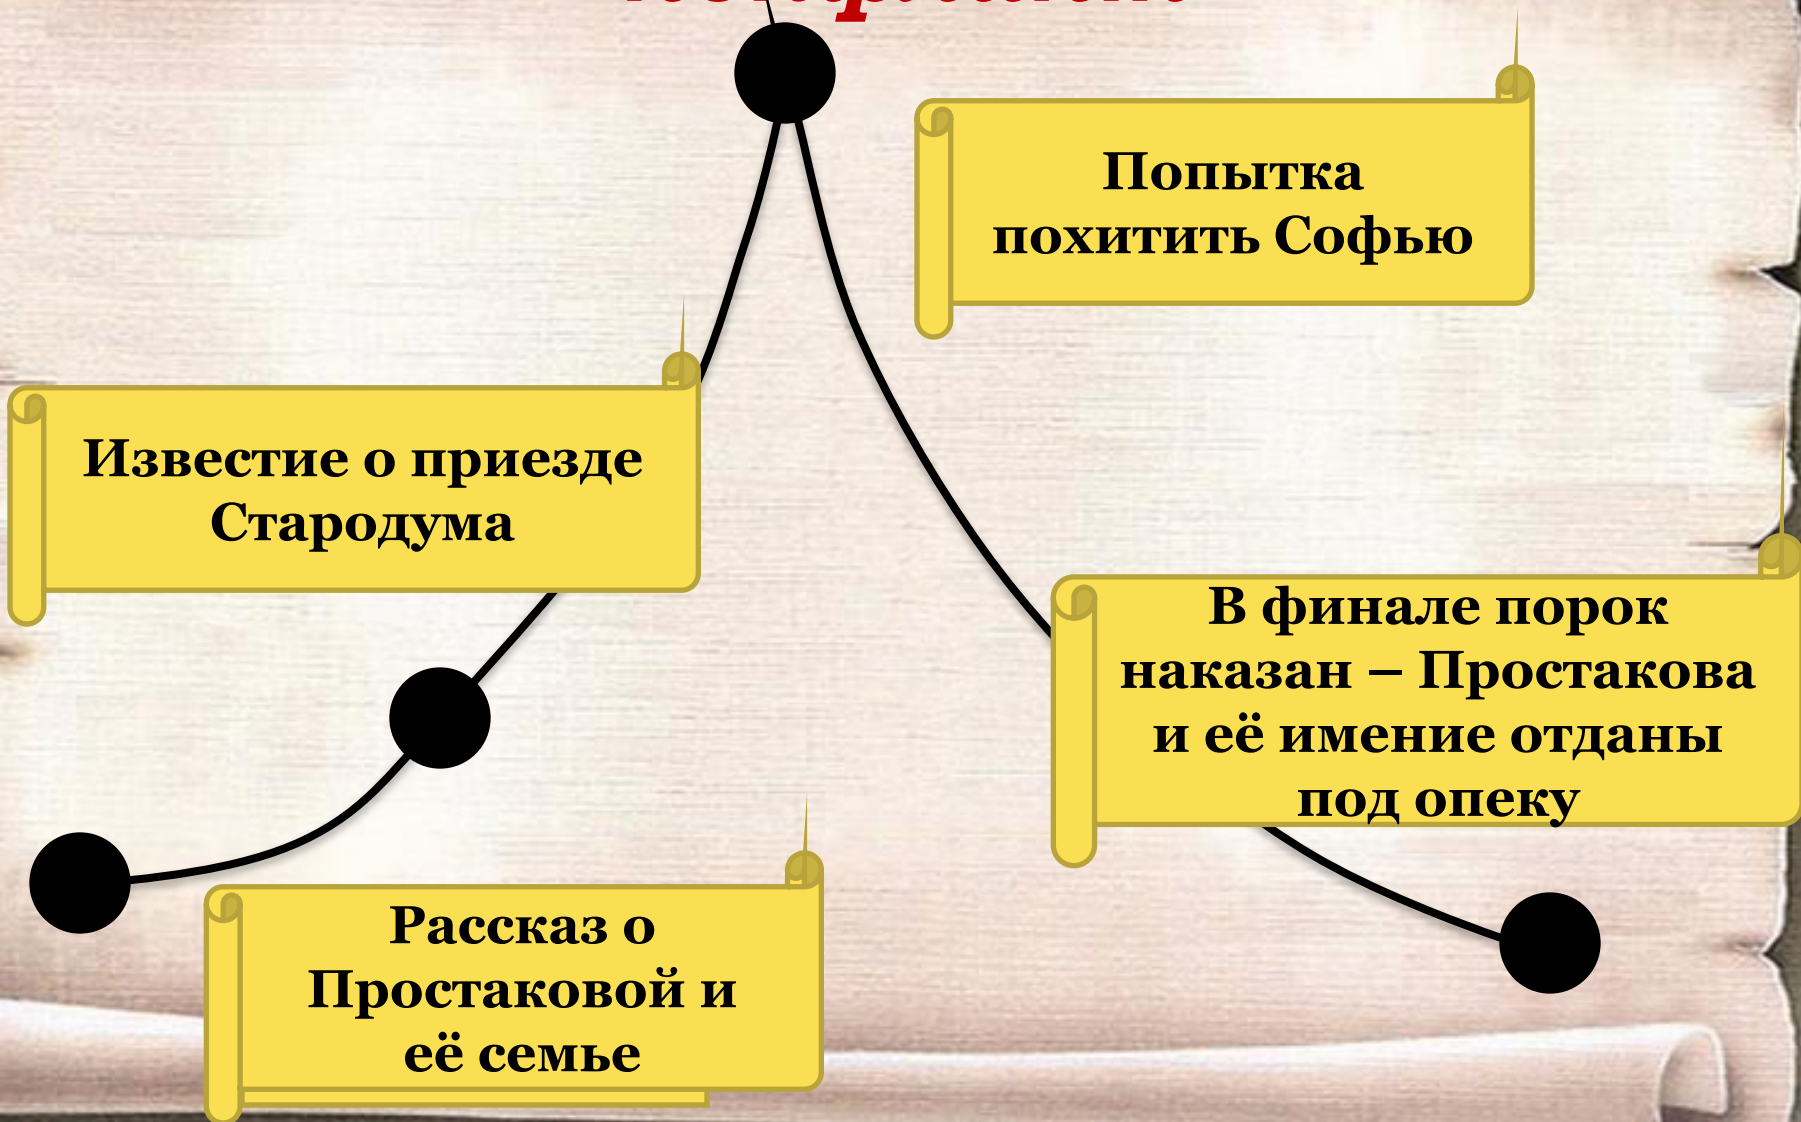 Попытка
похитить Софью
Известие о приезде
Стародума
В финале порок
наказан – Простакова
и её имение отданы
под опеку
Рассказ о
Простаковой и
её семье